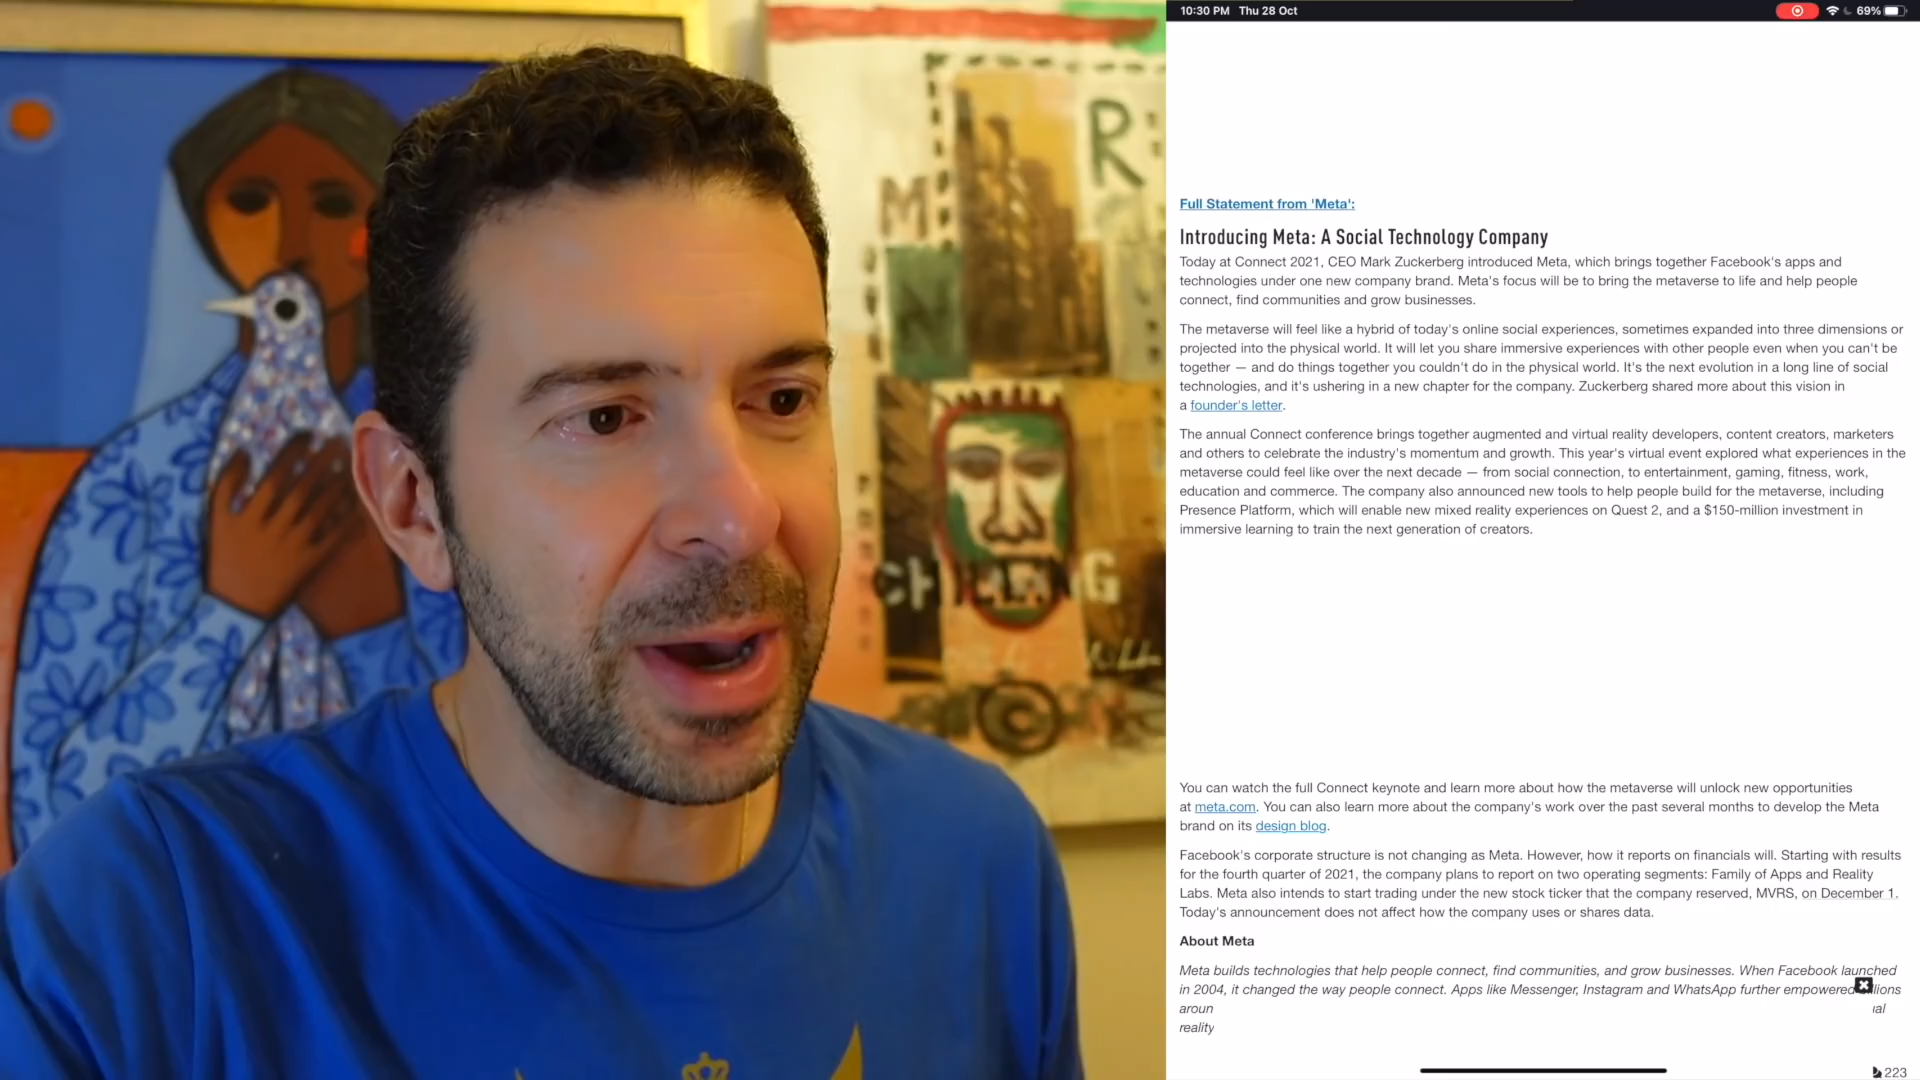 10:30 PM Thu 28 Oct
69%
M
R
CHILLING
Full Statement from 'Meta':
Introducing Meta: A Social Technology Company
Today at Connect 2021, CEO Mark Zuckerberg introduced Meta, which brings together Facebook's apps and
technologies under one new company brand. Meta's focus will be to bring the metaverse to life and help people
connect, find communities and grow businesses.
The metaverse will feel like a hybrid of today's online social experiences, sometimes expanded into three dimensions or
projected into the physical world. It will let you share immersive experiences with other people even when you can't be
together — and do things together you couldn't do in the physical world. It's the next evolution in a long line of social
technologies, and it's ushering in a new chapter for the company. Zuckerberg shared more about this vision in
a founder's letter.
The annual Connect conference brings together augmented and virtual reality developers, content creators, marketers
and others to celebrate the industry's momentum and growth. This year's virtual event explored what experiences in the
metaverse could feel like over the next decade — from social connection, to entertainment, gaming, fitness, work,
education and commerce. The company also announced new tools to help people build for the metaverse, including
Presence Platform, which will enable new mixed reality experiences on Quest 2, and a $150-million investment in
immersive learning to train the next generation of creators.
You can watch the full Connect keynote and learn more about how the metaverse will unlock new opportunities
at meta.com. You can also learn more about the company's work over the past several months to develop the Meta
brand on its design blog.
Facebook's corporate structure is not changing as Meta. However, how it reports on financials will. Starting with results
for the fourth quarter of 2021, the company plans to report on two operating segments: Family of Apps and Reality
Labs. Meta also intends to start trading under the new stock ticker that the company reserved, MVRS, on December 1.
Today's announcement does not affect how the company uses or shares data.
About Meta
Meta builds technologies that help people connect, find communities, and grow businesses. When Facebook launched
in 2004, it changed the way people connect. Apps like Messenger, Instagram and WhatsApp further empowered
aroun
reality
223